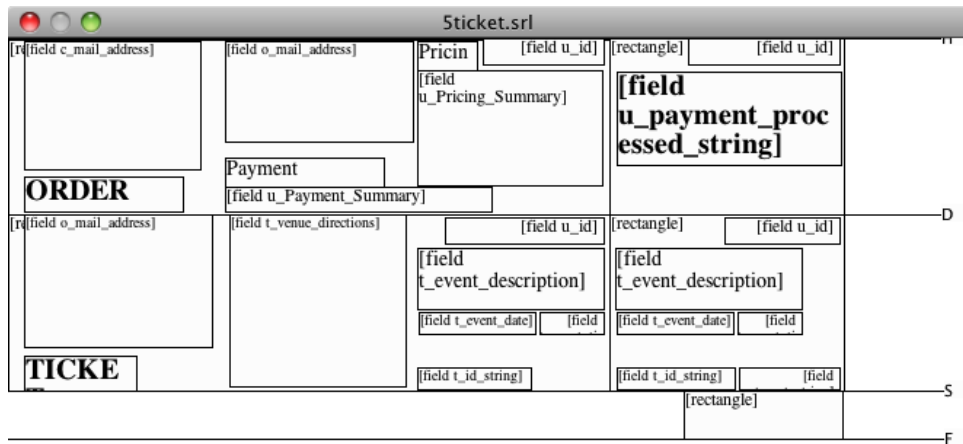 5ticket.srl
[field c_mail_address]
[field o_mail_address]
Pricin
[field u_id]
[rectangle]
[field u_id]
H
[field
u_Pricing_Summary]
[field
u_payment_proc
essed_string]
Payment
ORDER
[field u_Payment_Summary]
D
[field o_mail_address]
[field t_venue_directions]
[field u_id]
[rectangle]
[field u_id]
[field
t_event_description]
[field
t_event_description]
[field t_event_date]
[field
[field t_event_date]
[field
TICKE
[field t_id_string]
[field t_id_string]
[field
S
[rectangle]
F